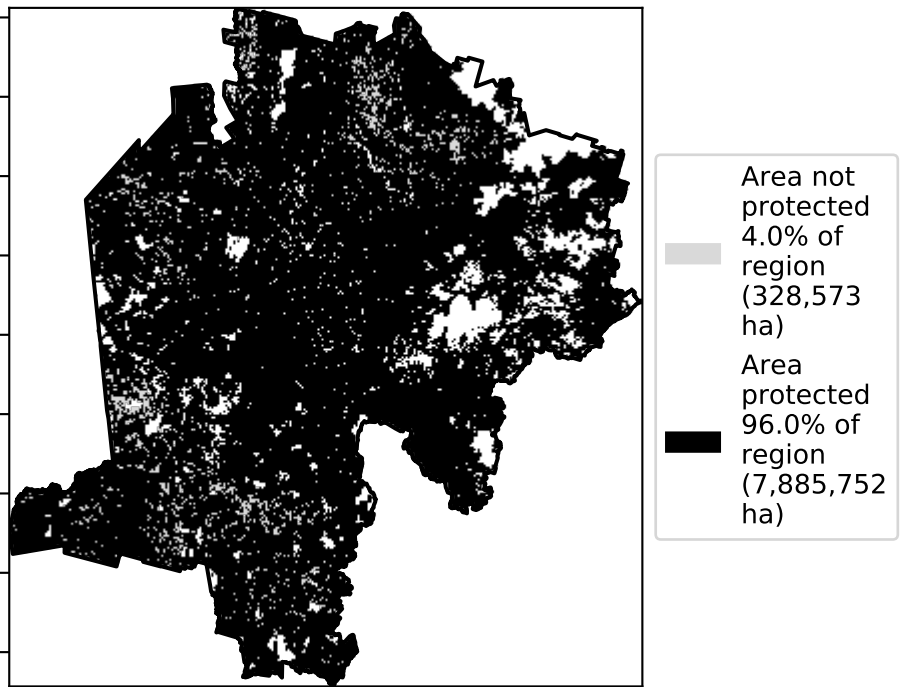 Area not
protected
4.0% of
region
(328,573
ha)
Area
protected
96.0% of
region
(7,885,752
ha)